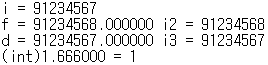 i = 91234567
f = 91234568.000000 i2 = 91234568
d = 91234567.000000 i3 = 91234567
(int)1.666000 = 1